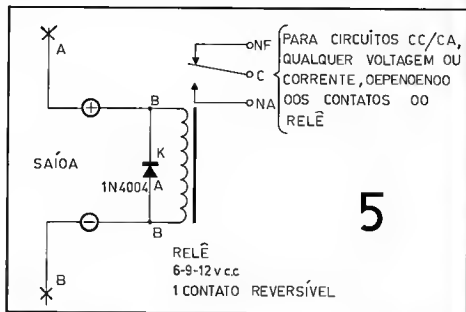 A
+
B
SAÍOA
K
1N4004
A
B
−
B
NF
C
NA
PARA CIRCUÍTOS CC/CA,
QUALQUER VOLTAGEM OU
CORRENTE, OEPENOENOO
OOS CONTATOS OO
RELÊ
5
RELÊ
6-9-12 v c.c
1 CONTATO REVERSÍVEL